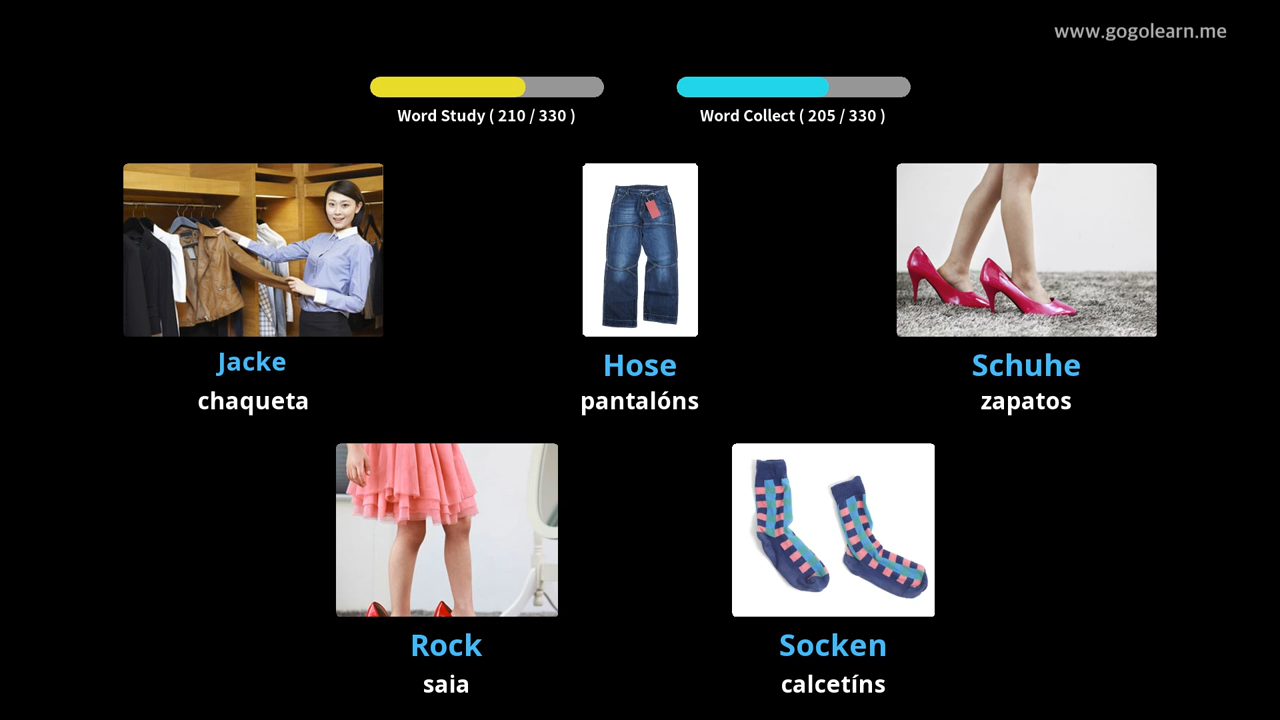 www.gogolearn.me
Word Study ( 210 / 330 )
Word Collect ( 205 / 330 )
Jacke
chaqueta
Hose
pantalóns
Schuhe
zapatos
Rock
saia
Socken
calcetíns